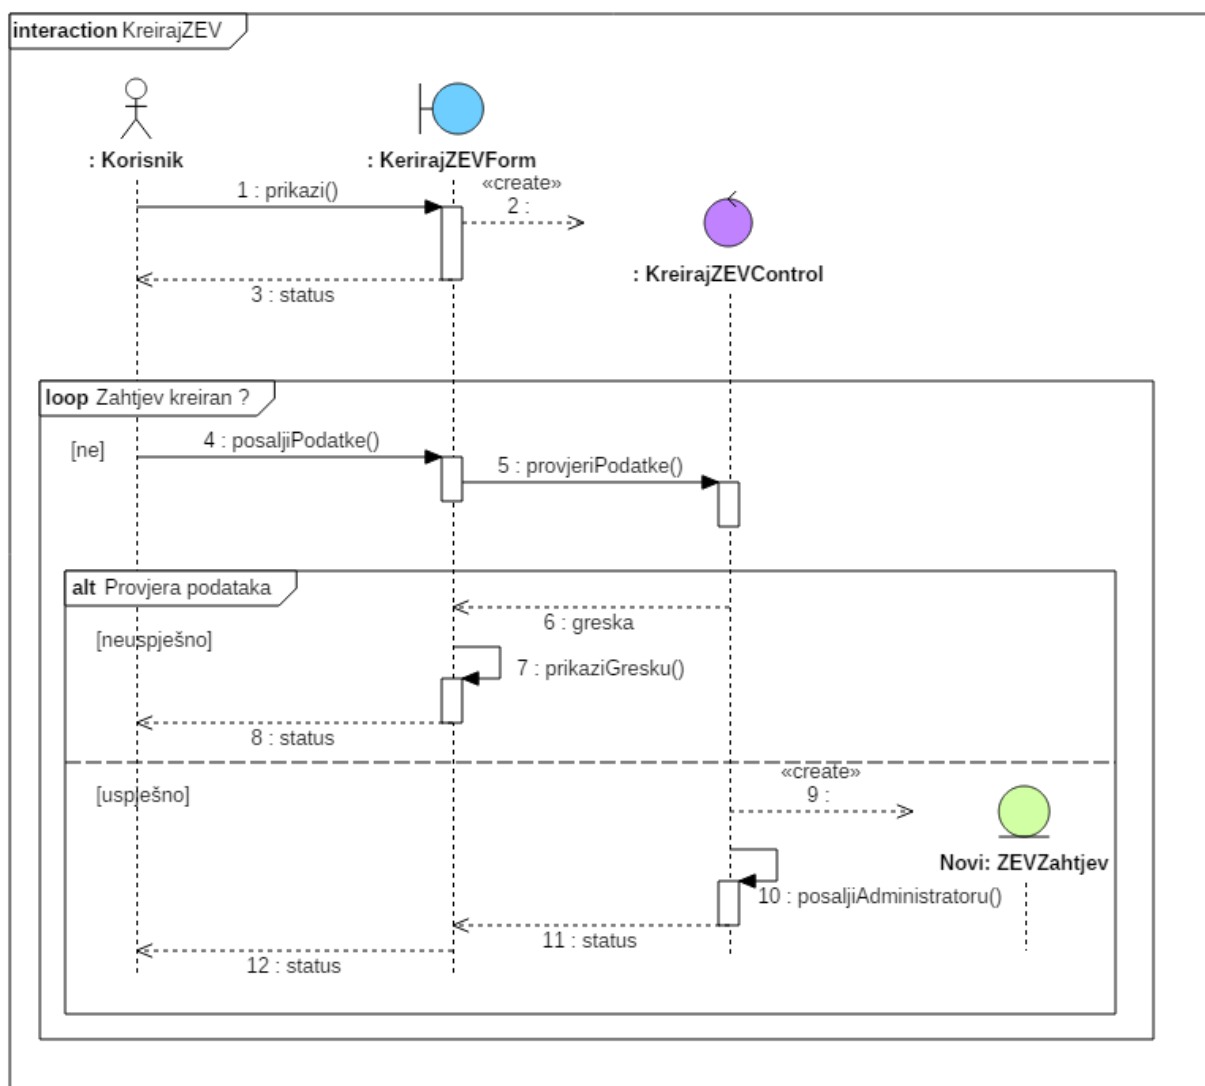 interaction KreirajZEV
: Korisnik
: KerirajZEVForm
«create»
1 : prikazi()
2 :
: KreirajZEVControl
3 : status
loop Zahtjev kreiran ?
[ne]
4 : posaljiPodatke()
5 : provjeriPodatke()
alt Provjera podataka
6 : greska
[neuspješno]
7 : prikaziGresku()
8 : status
«create»
[uspješno]
9 :
Novi: ZEVZahtjev
10 : posaljiAdministratoru()
11 : status
12 : status